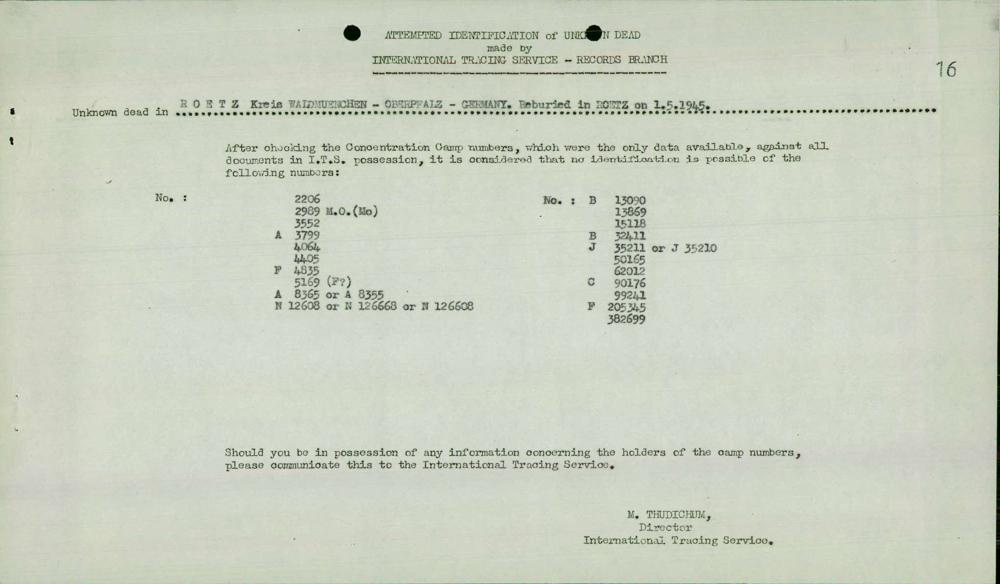 ATTEMPTED IDENTIFICATION of UNKNOWN DEAD
made by
INTERNATIONAL TRACING SERVICE - RECORDS BRANCH
76
Unknown dead in R O E T Z Kreis WAIDMUENCHEN - OBERPFALZ - GERMANY. Reburied in ROETZ on 1.5.1945.
After checking the Concentration Camp numbers, which were the only data available, against all
documents in I.T.S. possession, it is considered that no identification is possible of the
following numbers:
No. :
2206
2989 M.O.(Mo)
3552
A 3799
4064
4405
F 4835
5169 (F?)
A 8365 or A 8355
N 12608 or N 126668 or N 126608
No. : B 13090
13869
15118
B 32411
J 35211 or J 35210
50165
62012
C 90176
99241
F 205345
382699
Should you be in possession of any information concerning the holders of the camp numbers,
please communicate this to the International Tracing Service.
M. THUDICHUM,
Director
International Tracing Service.